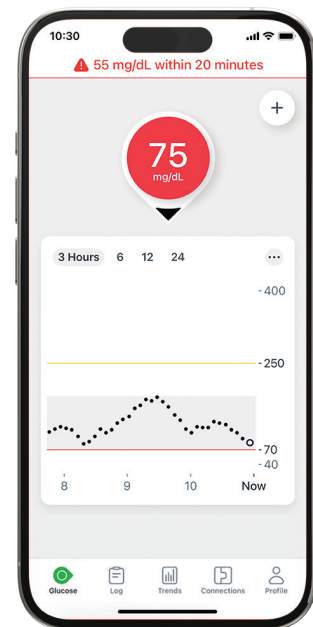 10:30
55 mg/dL within 20 minutes
75
mg/dL
3 Hours 6 12 24
400
250
70
40
8 9 10 Now
Glucose Log Trends Connections Profile